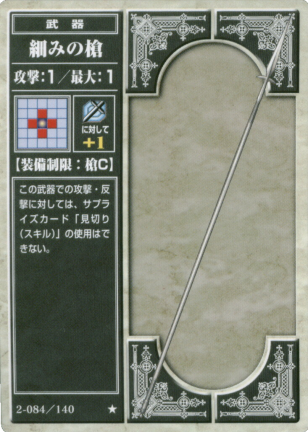 武器
細みの槍
攻撃:1／最大:1
に対して
+1
【装備制限：槍C】
この武器での攻撃・反
撃に対しては、サプラ
イズカード「見切り
（スキル）」の使用はで
きない。
2-084/140 ★